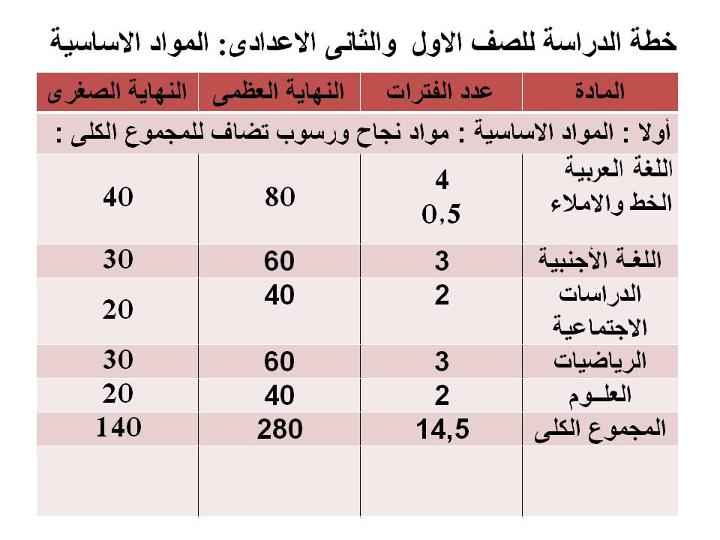 خطة الدراسة للصف الاول والثانى الاعدادى: المواد الاساسية
المادة عدد الفترات النهاية العظمى النهاية الصغرى
أولا : المواد الاساسية : مواد نجاح ورسوب تضاف للمجموع الكلى :
اللغة العربية 4 80 40
الخط والاملاء 0,5
اللغـة الأجنبية 3 60 30
الدراسات 2 40 20
الاجتماعية
الرياضيات 3 60 30
العلــوم 2 40 20
المجموع الكلى 14,5 280 140